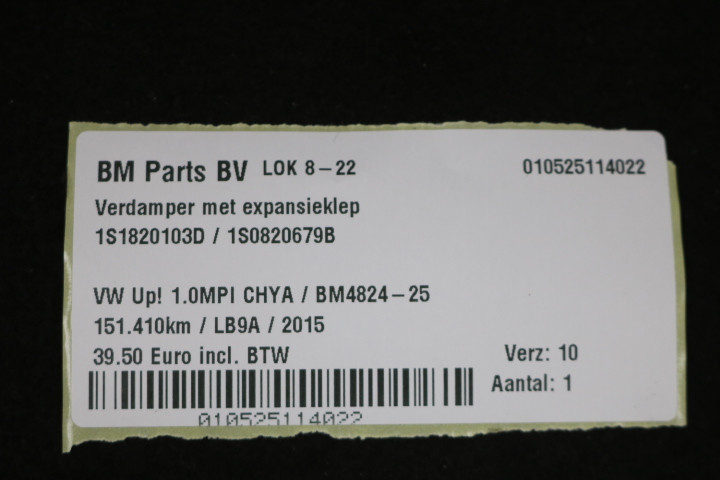 BM Parts BV LOK 8-22 010525114022
Verdamper met expansieklep
1S1820103D / 1S0820679B
VW Up! 1.0MPI CHYA / BM4824-25
151.410km / LB9A / 2015
39.50 Euro incl. BTW Verz: 10
Aantal: 1
010525114022